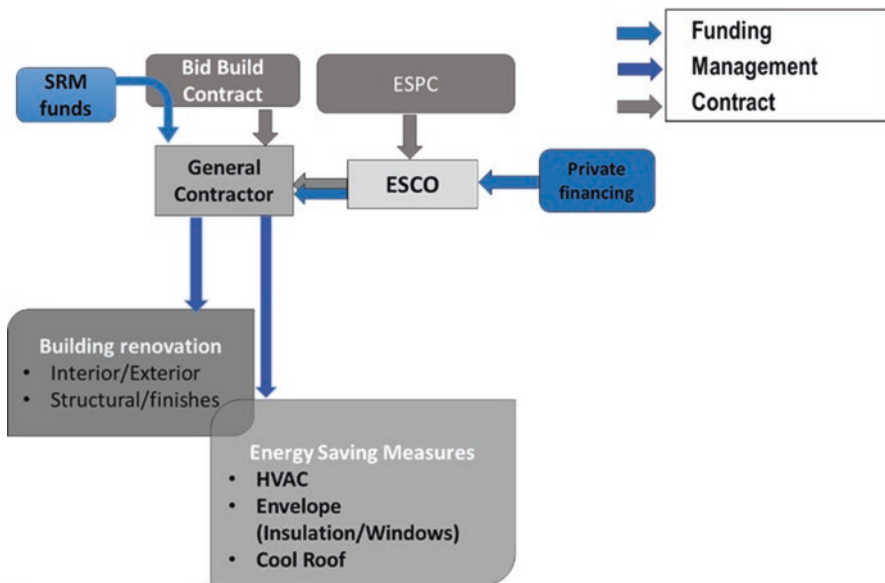 Funding
Management
Contract
SRM
funds
Bid Build
Contract
ESPC
General
Contractor
ESCO
Private
financing
Building renovation
• Interior/Exterior
• Structural/finishes
Energy Saving Measures
• HVAC
• Envelope
(Insulation/Windows)
• Cool Roof